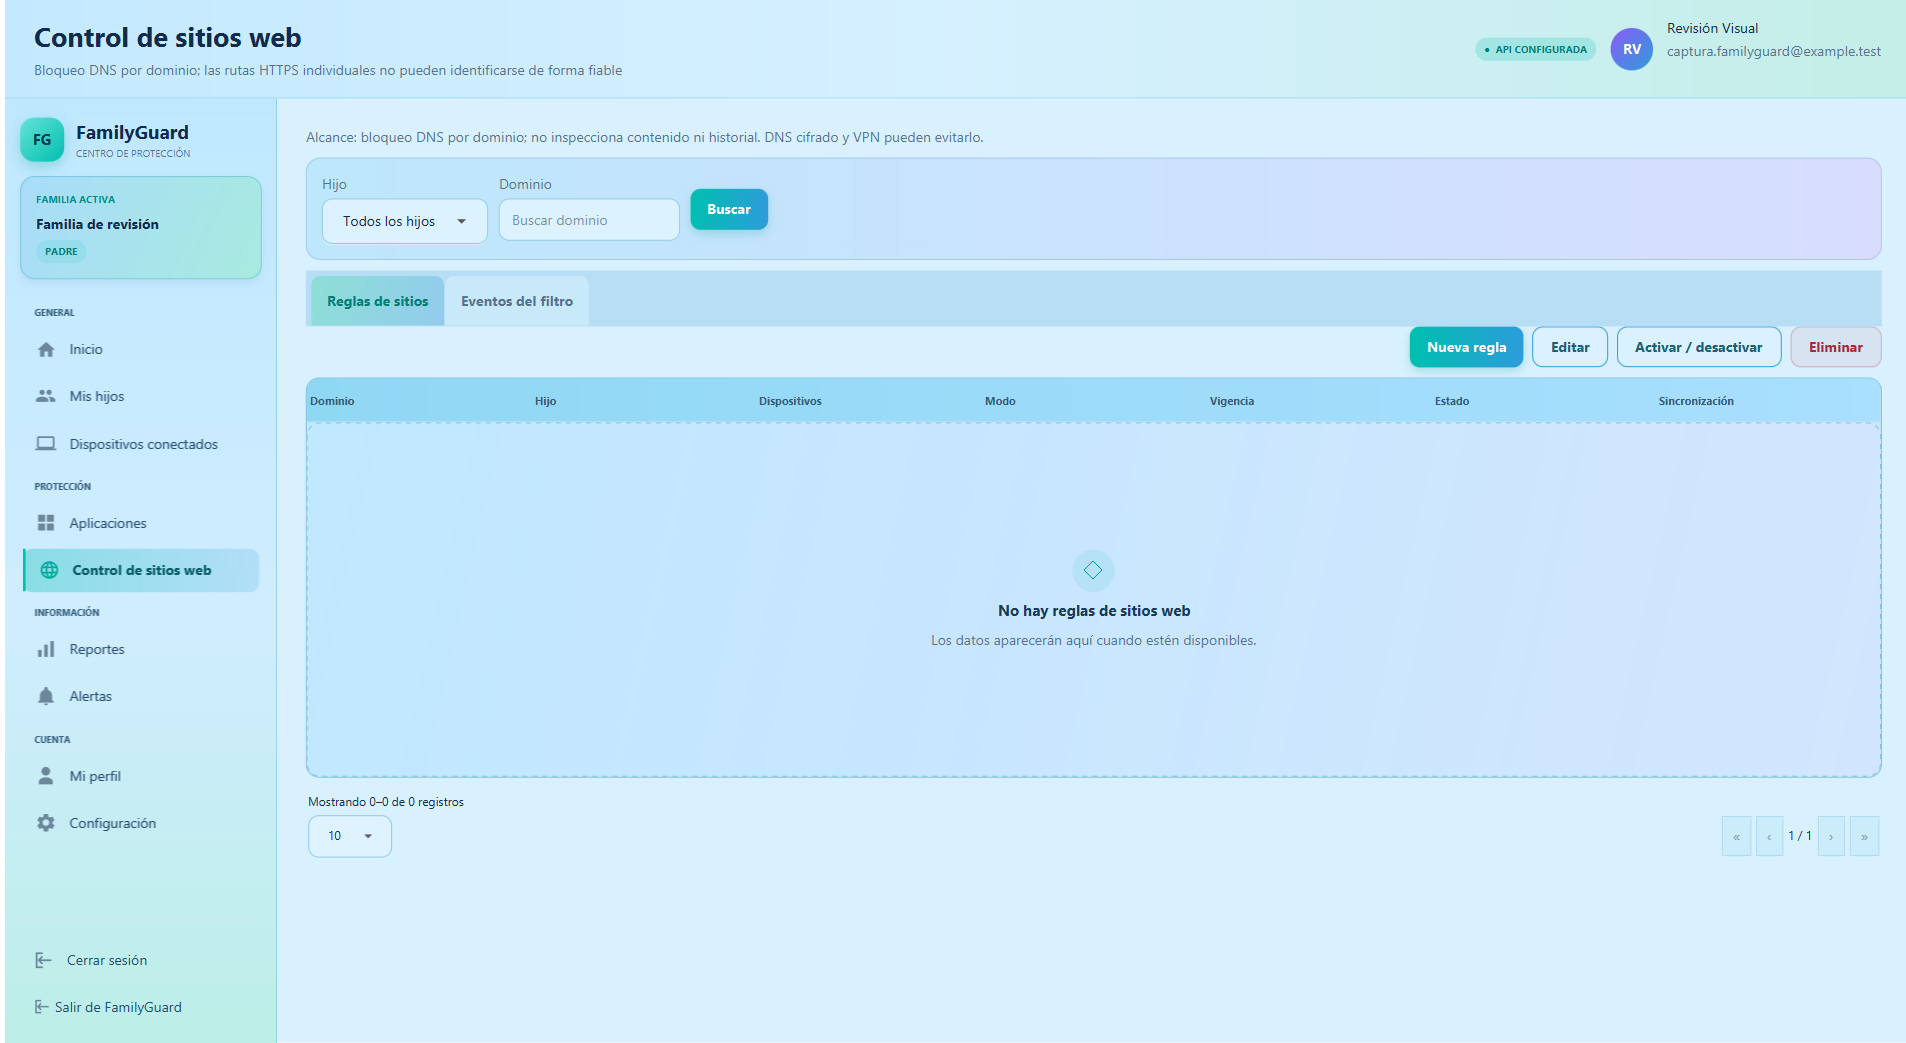 Control de sitios web
Bloqueo DNS por dominio; las rutas HTTPS individuales no pueden identificarse de forma fiable
• API CONFIGURADA
RV
Revisión Visual
captura.familyguard@example.test
FG
FamilyGuard
CENTRO DE PROTECCIÓN
FAMILIA ACTIVA
Familia de revisión
PADRE
GENERAL
Inicio
Mis hijos
Dispositivos conectados
PROTECCIÓN
Aplicaciones
Control de sitios web
INFORMACIÓN
Reportes
Alertas
CUENTA
Mi perfil
Configuración
Cerrar sesión
Salir de FamilyGuard
Alcance: bloqueo DNS por dominio; no inspecciona contenido ni historial. DNS cifrado y VPN pueden evitarlo.
Hijo
Todos los hijos
Dominio
Buscar dominio
Buscar
Reglas de sitios
Eventos del filtro
Nueva regla
Editar
Activar / desactivar
Eliminar
Dominio Hijo Dispositivos Modo Vigencia Estado Sincronización
No hay reglas de sitios web
Los datos aparecerán aquí cuando estén disponibles.
Mostrando 0–0 de 0 registros
10
« ‹ 1 / 1 › »